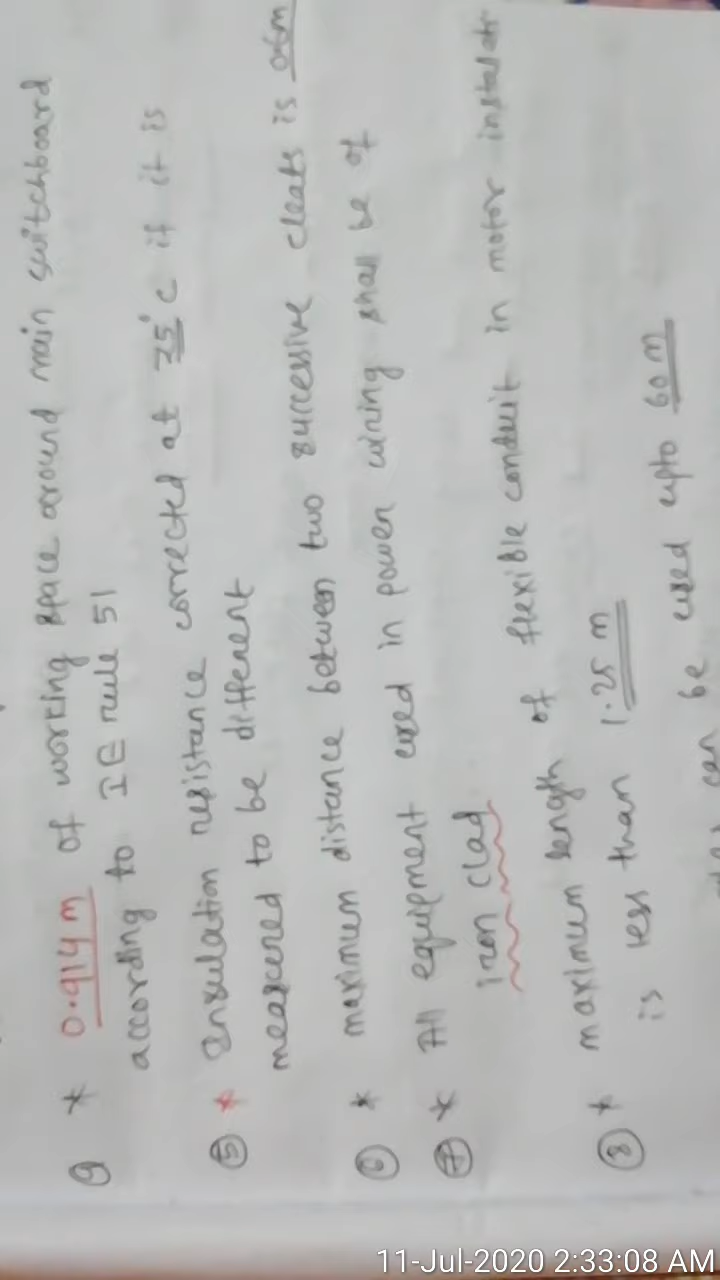 ④ * 0.914 m of working space around main switchboard
according to IE rule 51
⑤ * insulation resistance corrected at 75°C if it is
measured to be different
⑥ * maximum distance between two successive cleats is
⑦ * All equipment used in power wiring shall be of
iron clad
⑧ * maximum length of flexible conduit in motor
is less than 1.25 m
can be used upto 60 m
11-Jul-2020 2:33:08 AM